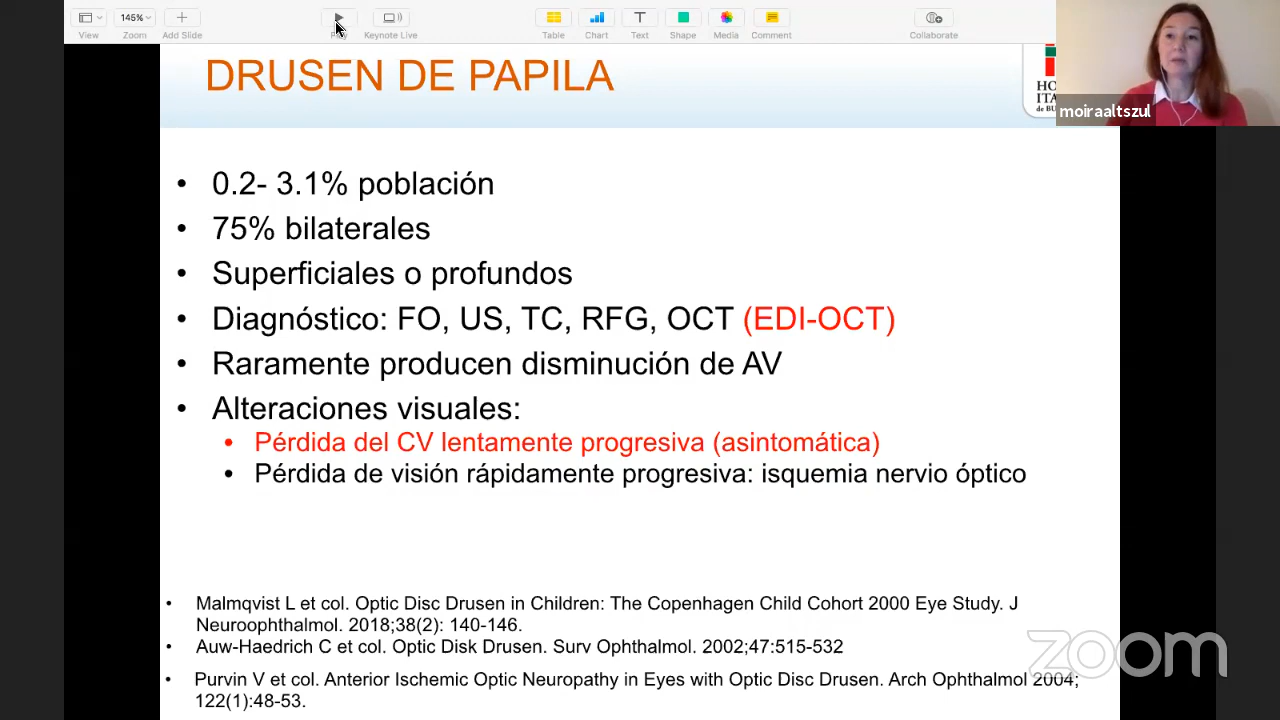 145%
View
Zoom
Add Slide
Keynote Live
Table
Chart
Text
Shape
Media
Comment
Collaborate
DRUSEN DE PAPILA
HO
ITA
de BU
moiraaltszul
• 0.2- 3.1% población
• 75% bilaterales
• Superficiales o profundos
• Diagnóstico: FO, US, TC, RFG, OCT (EDI-OCT)
• Raramente producen disminución de AV
• Alteraciones visuales:
• Pérdida del CV lentamente progresiva (asintomática)
• Pérdida de visión rápidamente progresiva: isquemia nervio óptico
• Malmqvist L et col. Optic Disc Drusen in Children: The Copenhagen Child Cohort 2000 Eye Study. J
Neuroophthalmol. 2018;38(2): 140-146.
• Auw-Haedrich C et col. Optic Disk Drusen. Surv Ophthalmol. 2002;47:515-532
• Purvin V et col. Anterior Ischemic Optic Neuropathy in Eyes with Optic Disc Drusen. Arch Ophthalmol 2004;
122(1):48-53.
zoom